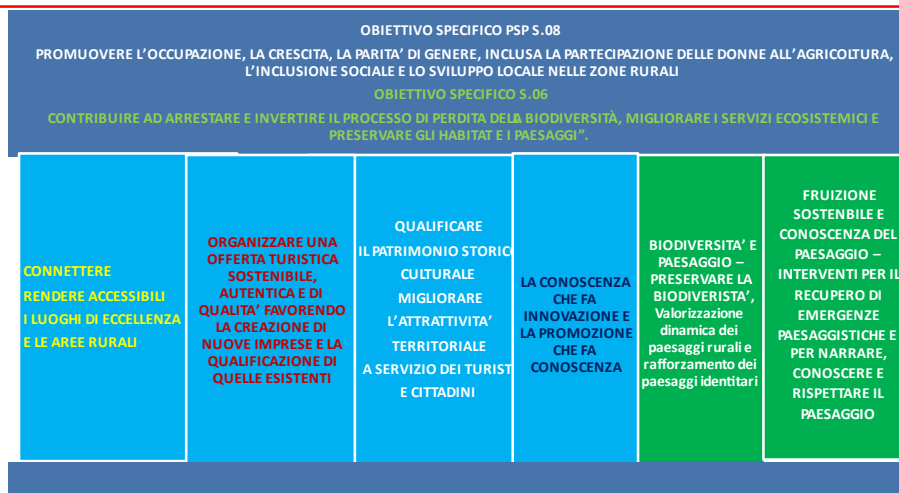 OBIETTIVO SPECIFICO PSP S.08
PROMUOVERE L'OCCUPAZIONE, LA CRESCITA, LA PARITA' DI GENERE, INCLUSA LA PARTECIPAZIONE DELLE DONNE ALL'AGRICOLTURA,
L'INCLUSIONE SOCIALE E LO SVILUPPO LOCALE NELLE ZONE RURALI
OBIETTIVO SPECIFICO S.06
CONTRIBUIRE AD ARRESTARE E INVERTIRE IL PROCESSO DI PERDITA DELLA BIODIVERSITÀ, MIGLIORARE I SERVIZI ECOSISTEMICI E
PRESERVARE GLI HABITAT E I PAESAGGI".
CONNETTERE
RENDERE ACCESSIBILI
I LUOGHI DI ECCELLENZA
E LE AREE RURALI
ORGANIZZARE UNA
OFFERTA TURISTICA
SOSTENIBILE,
AUTENTICA E DI
QUALITA' FAVORENDO
LA CREAZIONE DI
NUOVE IMPRESE E LA
QUALIFICAZIONE DI
QUELLE ESISTENTI
QUALIFICARE
IL PATRIMONIO STORIC
CULTURALE
MIGLIORARE
L'ATTRATTIVITA'
TERRITORIALE
A SERVIZIO DEI TURIST
E CITTADINI
LA CONOSCENZA
CHE FA
INNOVAZIONE E
LA PROMOZIONE
CHE FA
CONOSCENZA
BIODIVERSITA' E
PAESAGGIO –
PRESERVARE LA
BIODIVERISTA',
Valorizzazione
dinamica dei
paesaggi rurali e
rafforzamento dei
paesaggi identitari
FRUIZIONE
SOSTENBILE E
CONOSCENZA DEL
PAESAGGIO –
INTERVENTI PER IL
RECUPERO DI
EMERGENZE
PAESAGGISTICHE E
PER NARRARE,
CONOSCERE E
RISPETTARE IL
PAESAGGIO